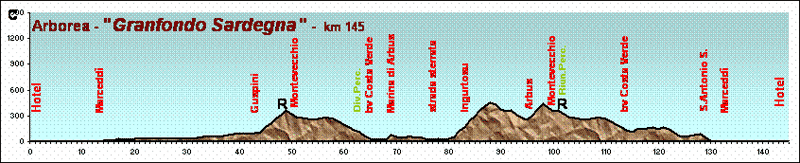 Arborea - "Granfondo Sardegna" - km 145
1200
900
600
300
0
Hotel
Marceddi
Guspini
Montevecchio
Div.Perc.
bv Costa Verde
Marina di Arbus
strada sterrata
Ingurtosu
Arbus
Montevecchio
Riun.Perc.
bv Costa Verde
S.Antonio S.
Marceddi
Hotel
R
R
0 10 20 30 40 50 60 70 80 90 100 110 120 130 140